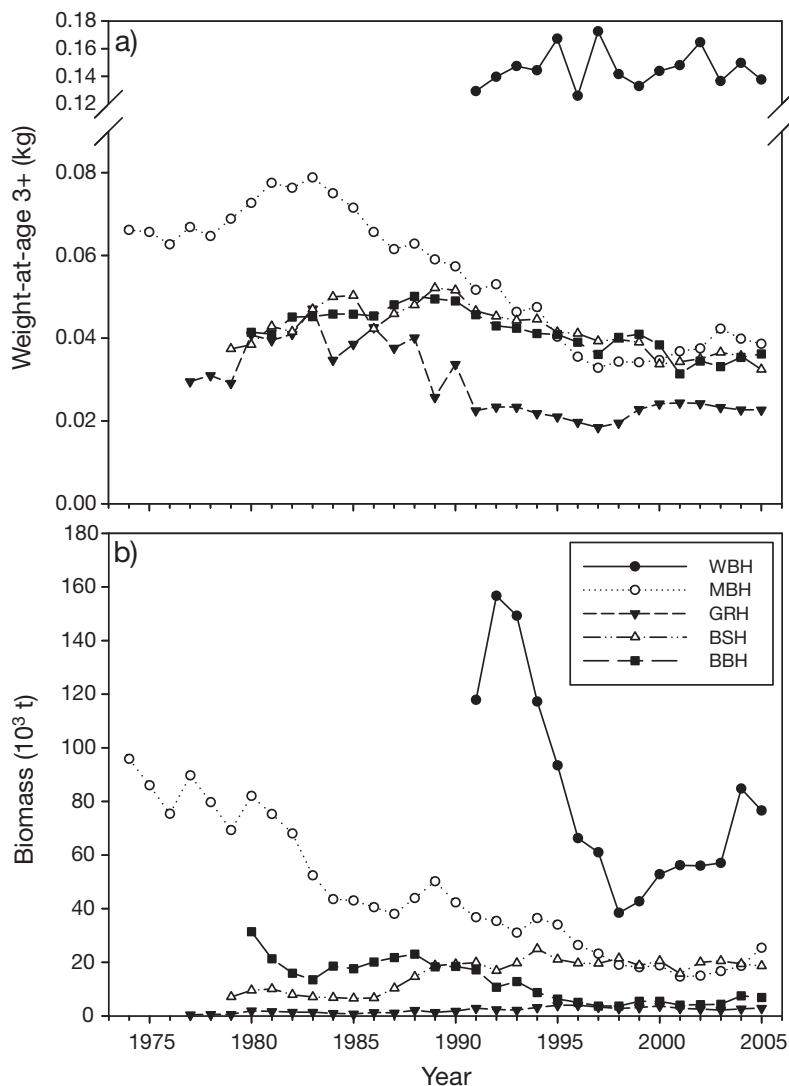 a)
0.18
0.16
0.14
0.12
0.08
0.06
0.04
0.02
0.00
Weight-at-age 3+ (kg)
b)
180
160
140
120
100
80
60
40
20
0
Biomass (10³ t)
WBH
MBH
GRH
BSH
BBH
1975 1980 1985 1990 1995 2000 2005
Year